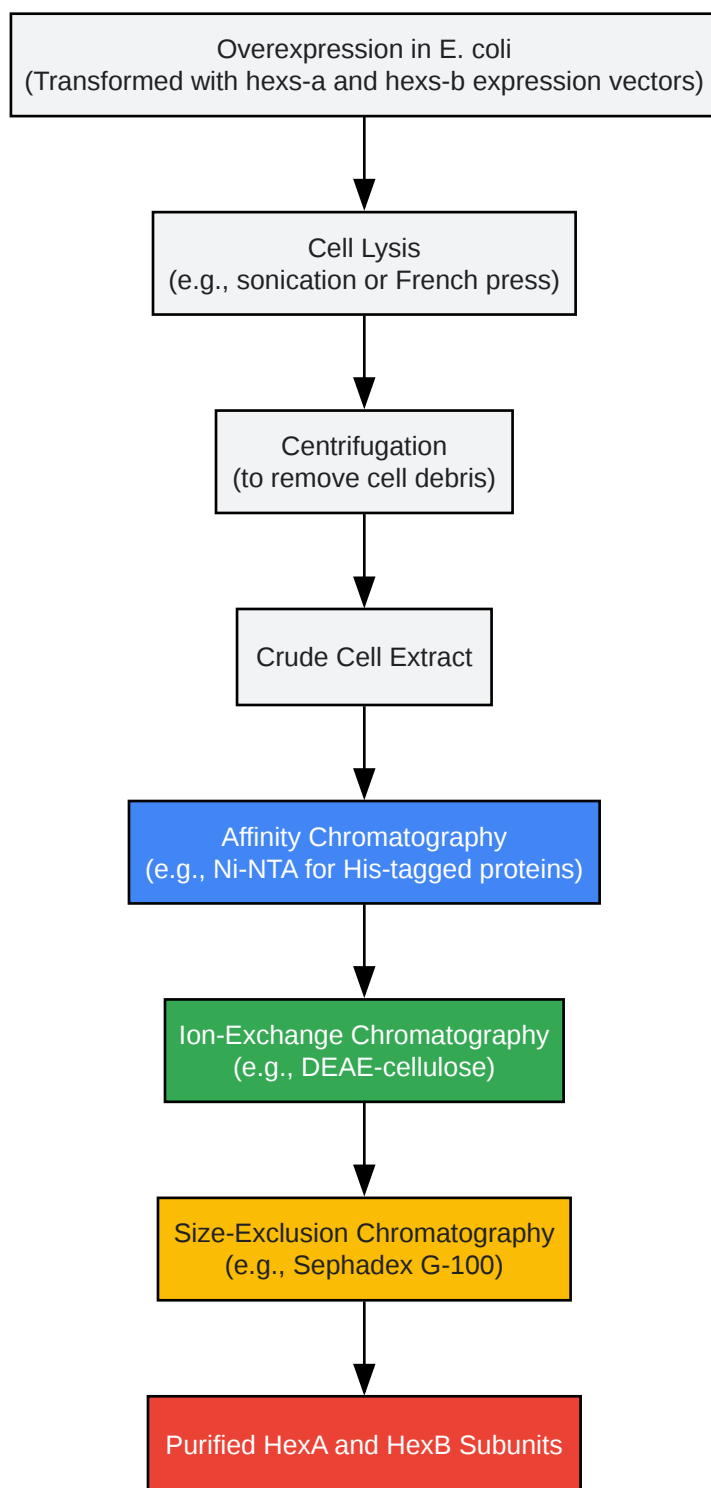 Overexpression in E. coli
(Transformed with hexs-a and hexs-b expression vectors)
Cell Lysis
(e.g., sonication or French press)
Centrifugation
(to remove cell debris)
Crude Cell Extract
Affinity Chromatography
(e.g., Ni-NTA for His-tagged proteins)
Ion-Exchange Chromatography
(e.g., DEAE-cellulose)
Size-Exclusion Chromatography
(e.g., Sephadex G-100)
Purified HexA and HexB Subunits